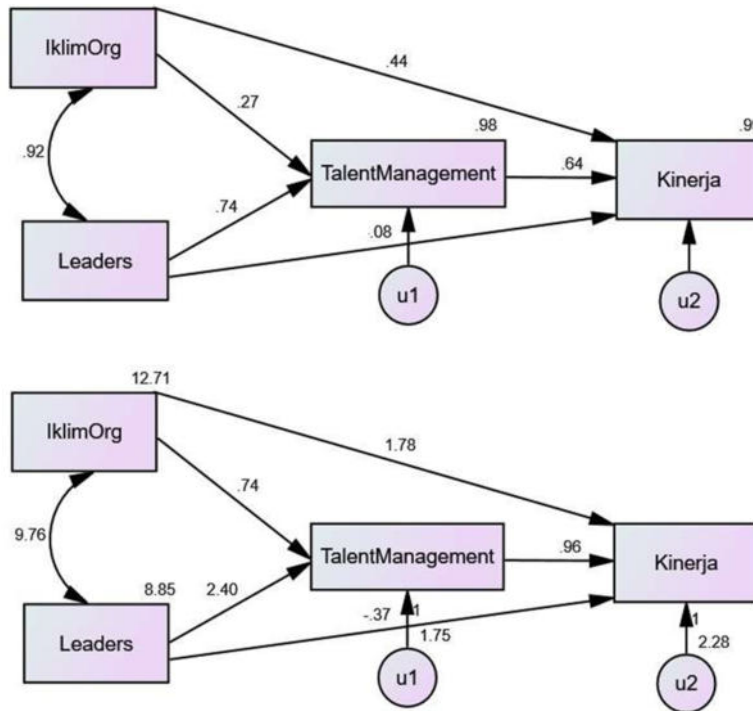 IklimOrg
.44
.27
.92
.98
.9
TalentManagement
.64
Kinerja
.74
Leaders
.08
u1
u2
12.71
IklimOrg
1.78
.74
9.76
TalentManagement
.96
Kinerja
8.85
2.40
Leaders
-.37
1
1.75
1
2.28
u1
u2